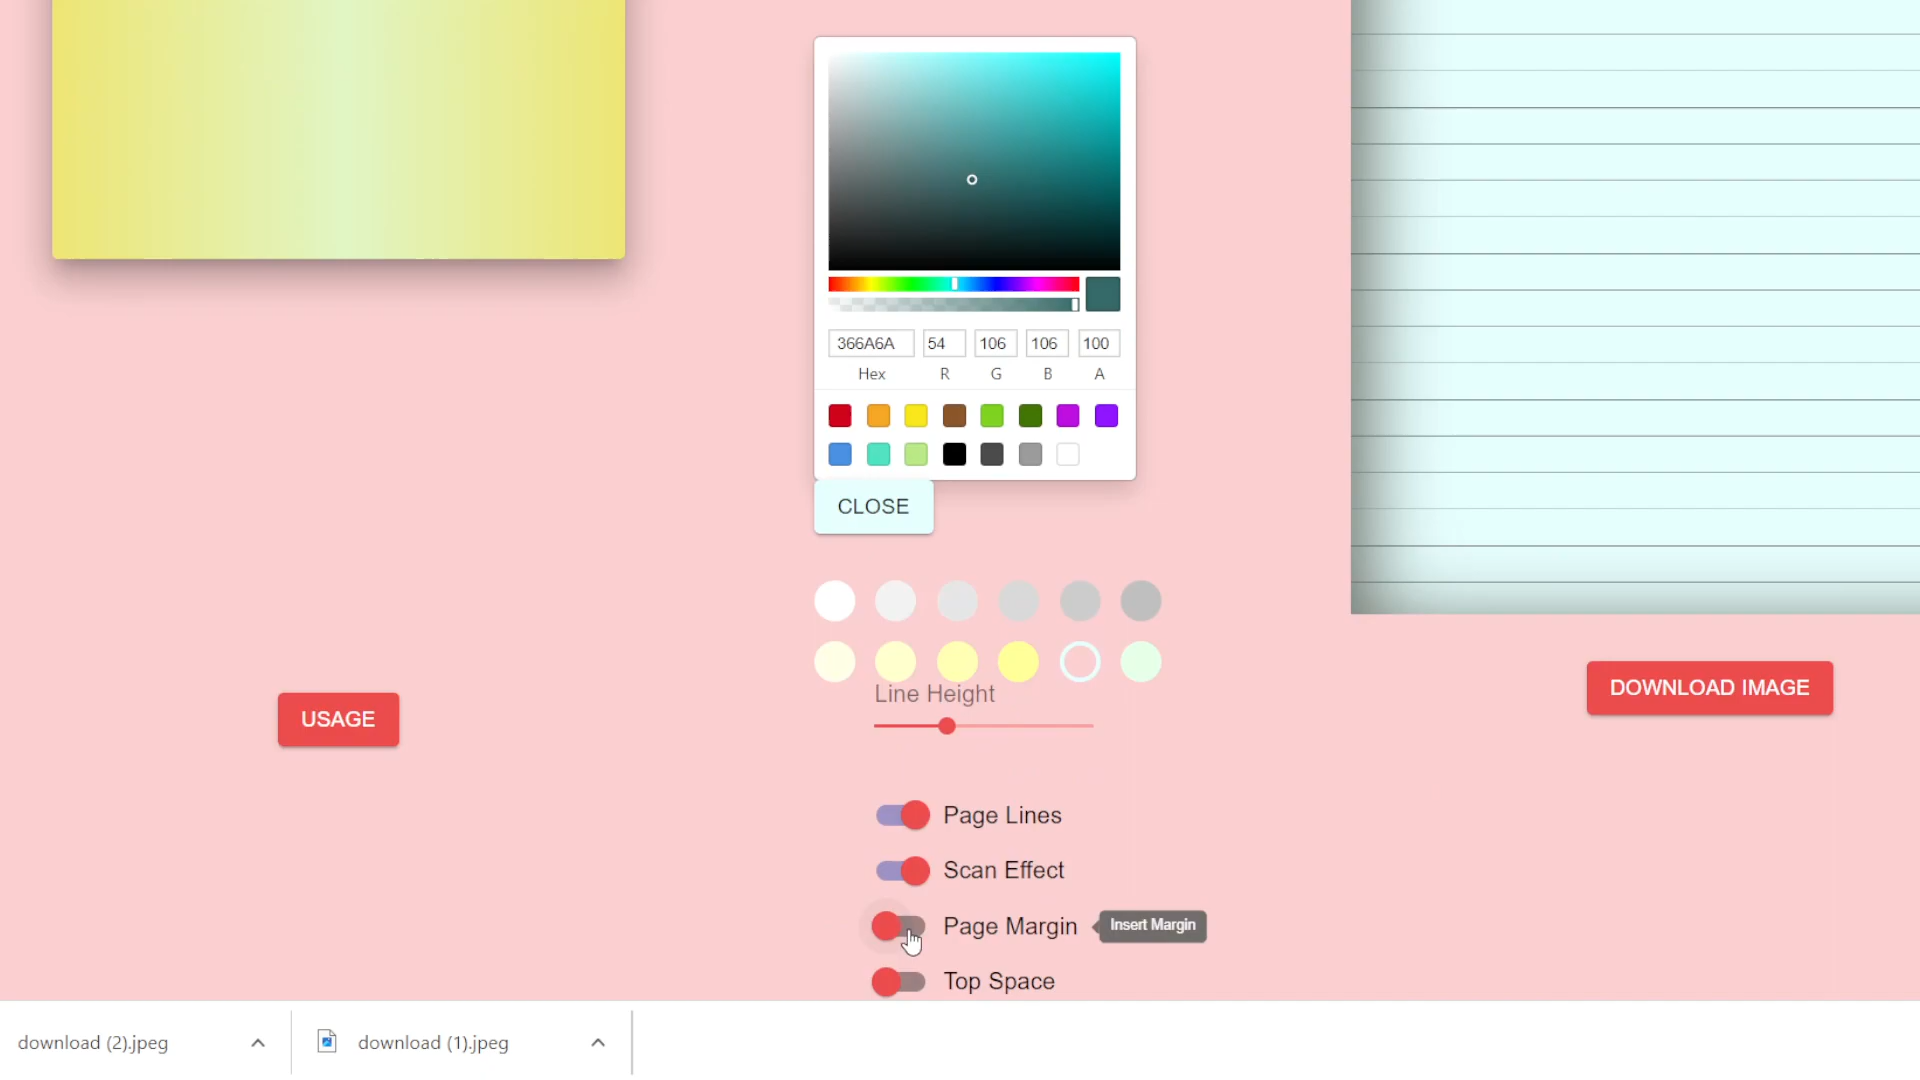 366A6A 54 106 106 100
Hex R G B A
CLOSE
Line Height
USAGE
DOWNLOAD IMAGE
Page Lines
Scan Effect
Page Margin
Insert Margin
Top Space
download (2).jpeg
download (1).jpeg